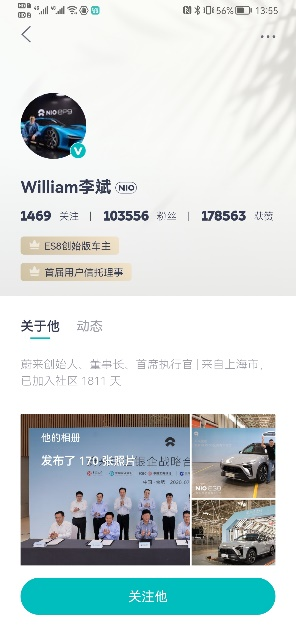 56% 13:55
NIO ep9
William李斌 NIO
1469 关注 | 103556 粉丝 | 178563 获赞
ES8创始版车主
首届用户信托理事
关于他 动态
蔚来创始人、董事长、首席执行官 | 来自上海市，
已加入社区 1811 天
他的相册
发布了 170 张照片
关注他